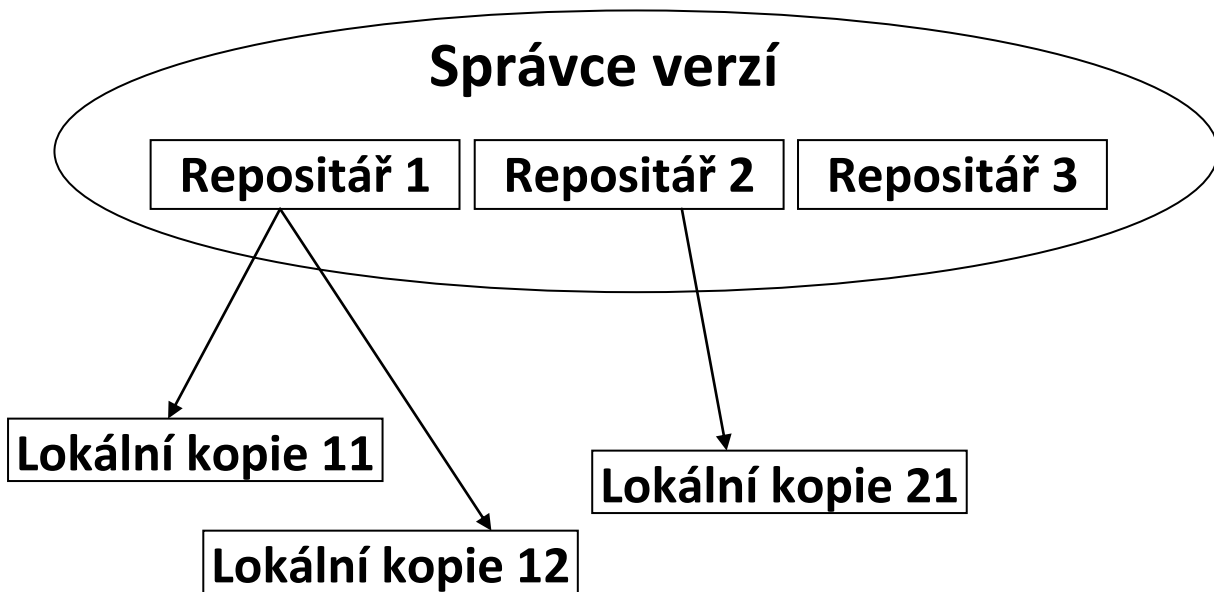 Správce verzí
Repositář 1
Repositář 2
Repositář 3
Lokální kopie 11
Lokální kopie 21
Lokální kopie 12